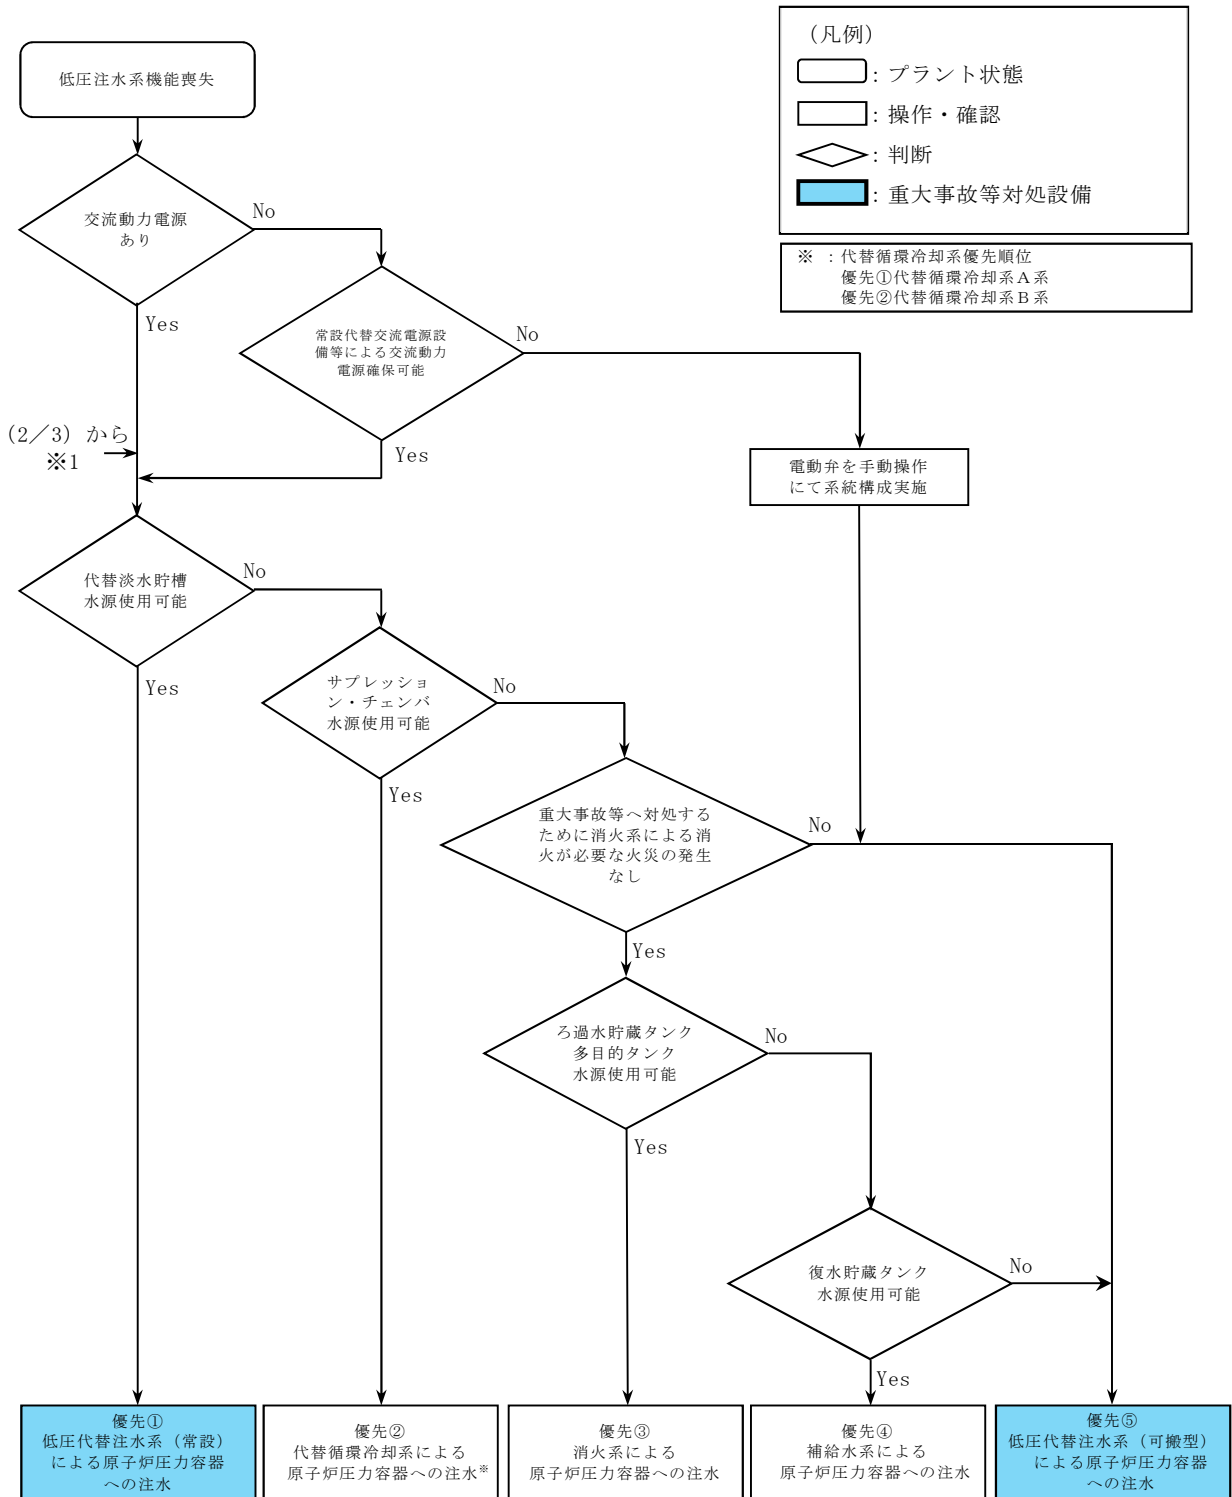 (凡例)
: プラント状態
: 操作・確認
: 判断
: 重大事故等対処設備
※ : 代替循環冷却系優先順位
優先①代替循環冷却系A系
優先②代替循環冷却系B系
低圧注水系機能喪失
交流動力電源
あり
No
Yes
常設代替交流電源設
備等による交流動力
電源確保可能
No
Yes
(2/3) から
※1
電動弁を手動操作
にて系統構成実施
代替淡水貯槽
水源使用可能
No
Yes
サプレッショ
ン・チェンバ
水源使用可能
No
Yes
重大事故等へ対処する
ために消火系による消
火が必要な火災の発生
なし
No
Yes
ろ過水貯蔵タンク
多目的タンク
水源使用可能
No
Yes
復水貯蔵タンク
水源使用可能
No
Yes
優先①
低圧代替注水系（常設）
による原子炉圧力容器
への注水
優先②
代替循環冷却系による
原子炉圧力容器への注水※
優先③
消火系による
原子炉圧力容器への注水
優先④
補給水系による
原子炉圧力容器への注水
優先⑤
低圧代替注水系（可搬型）
による原子炉圧力容器
への注水